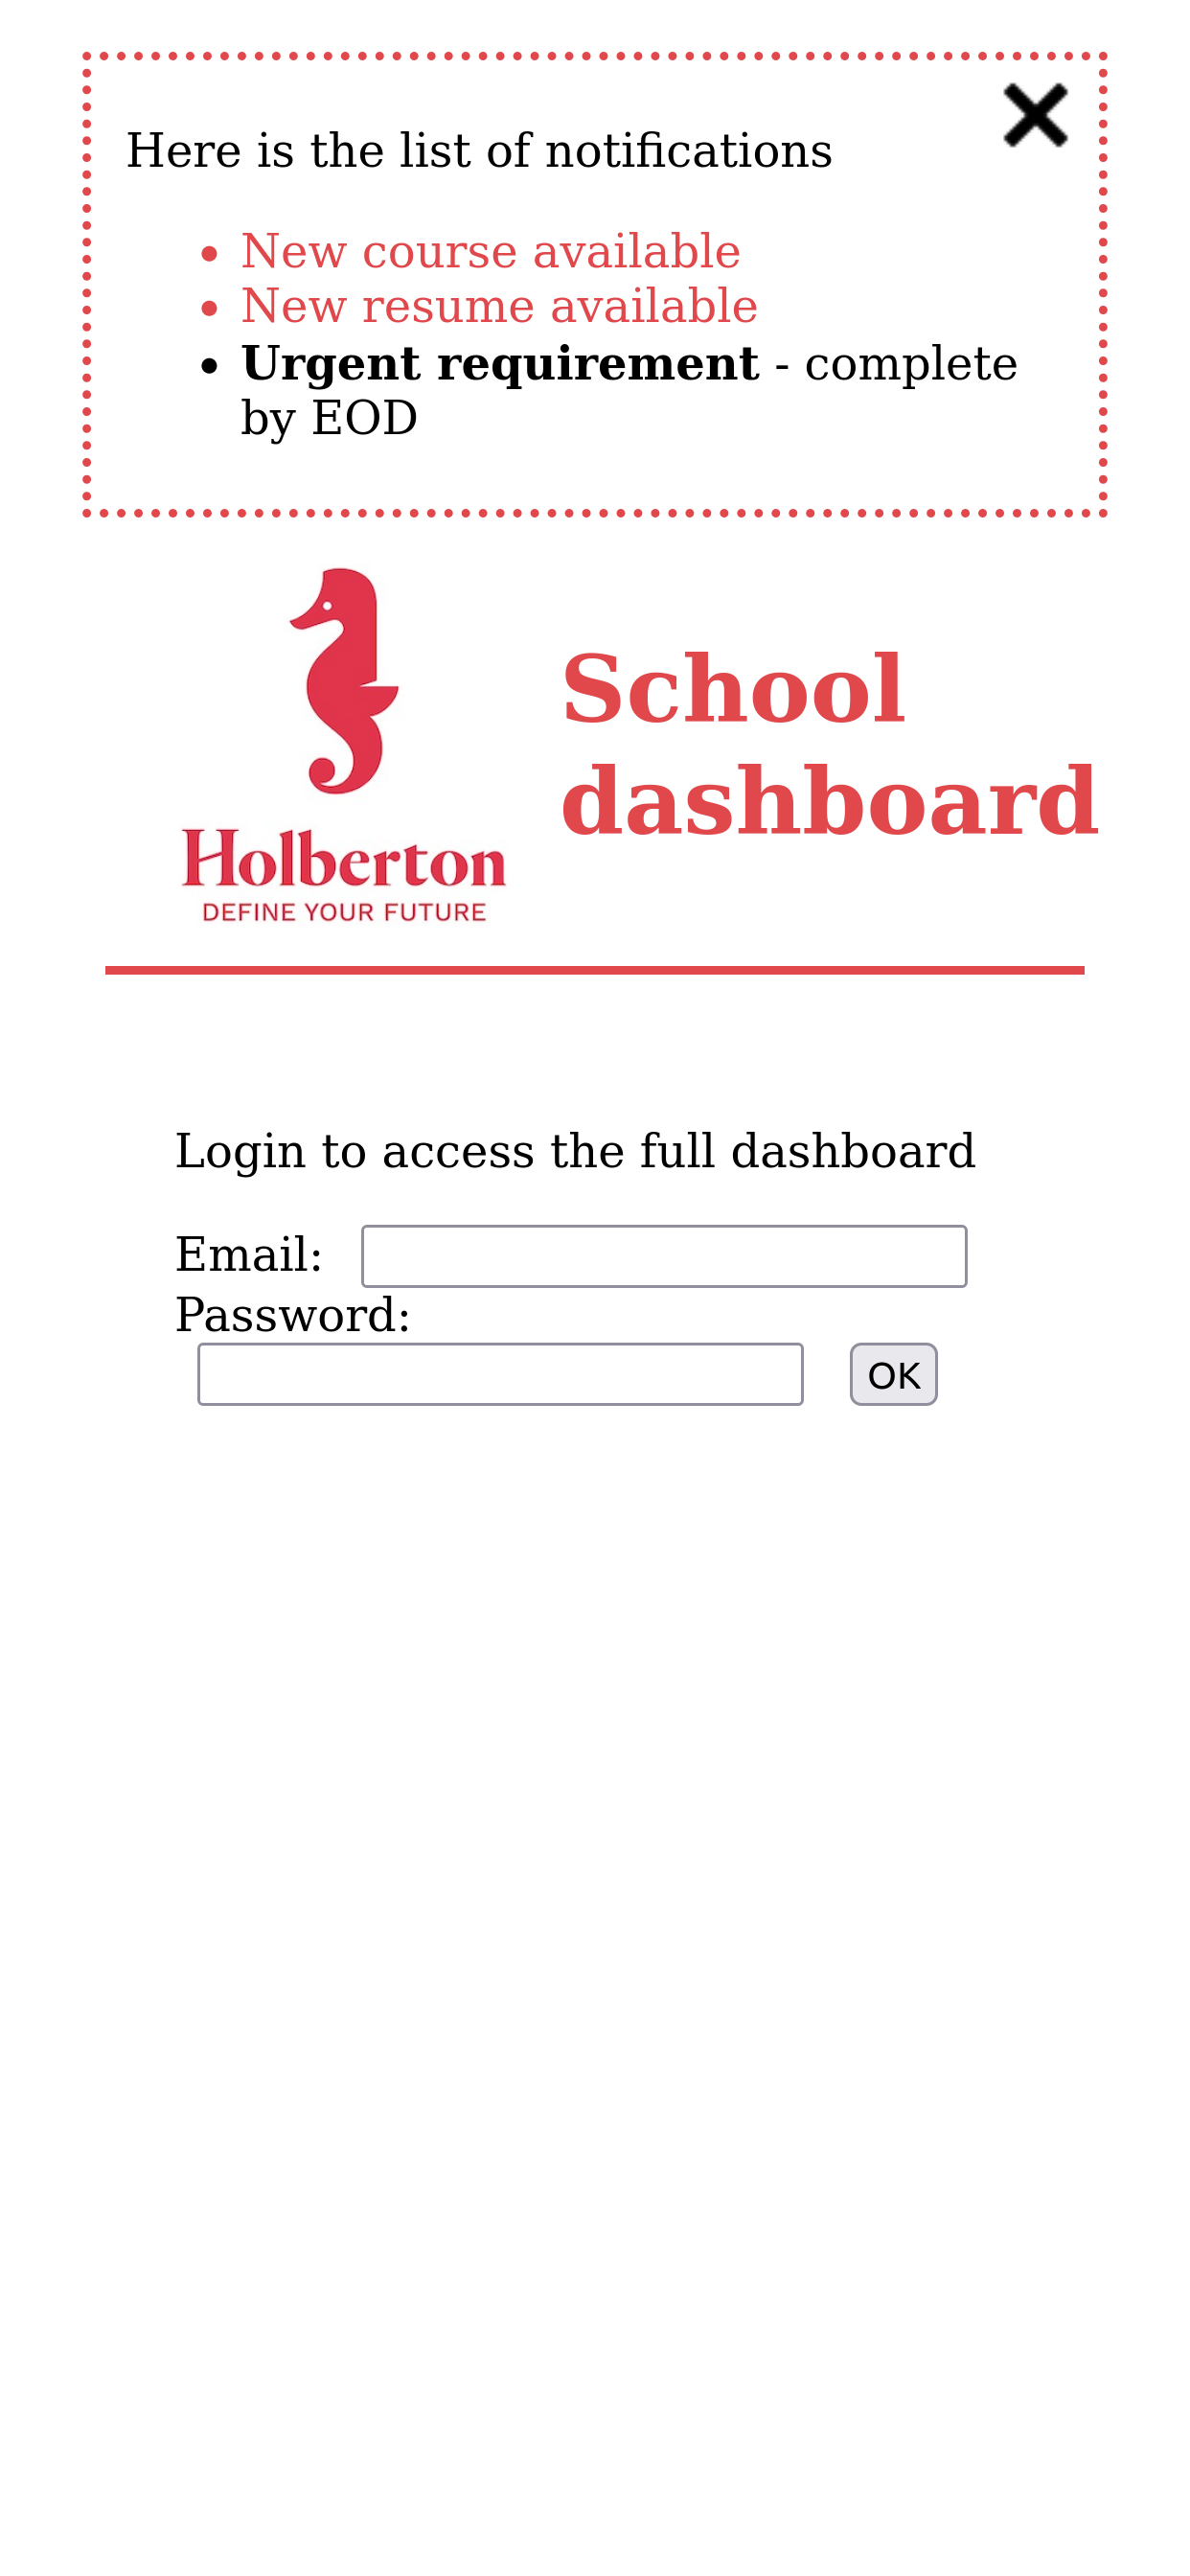 Here is the list of notifications
New course available
New resume available
Urgent requirement - complete
by EOD
Holberton
DEFINE YOUR FUTURE
School
dashboard
Login to access the full dashboard
Email:
Password:
OK